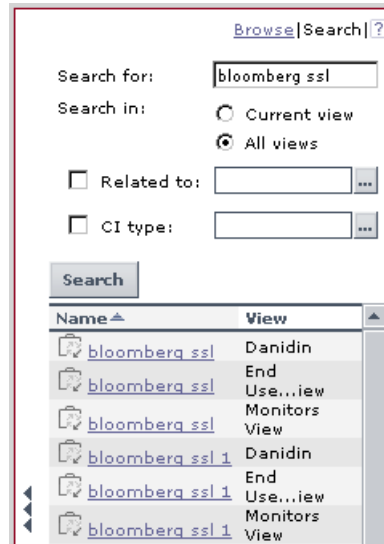 Browse|Search|?
Search for: bloomberg ssl
Search in: Current view
All views
Related to: ...
CI type: ...
Search
Name View
bloomberg ssl Danidin
bloomberg ssl End Use...iew
bloomberg ssl Monitors View
bloomberg ssl 1 Danidin
bloomberg ssl 1 End Use...iew
bloomberg ssl 1 Monitors View